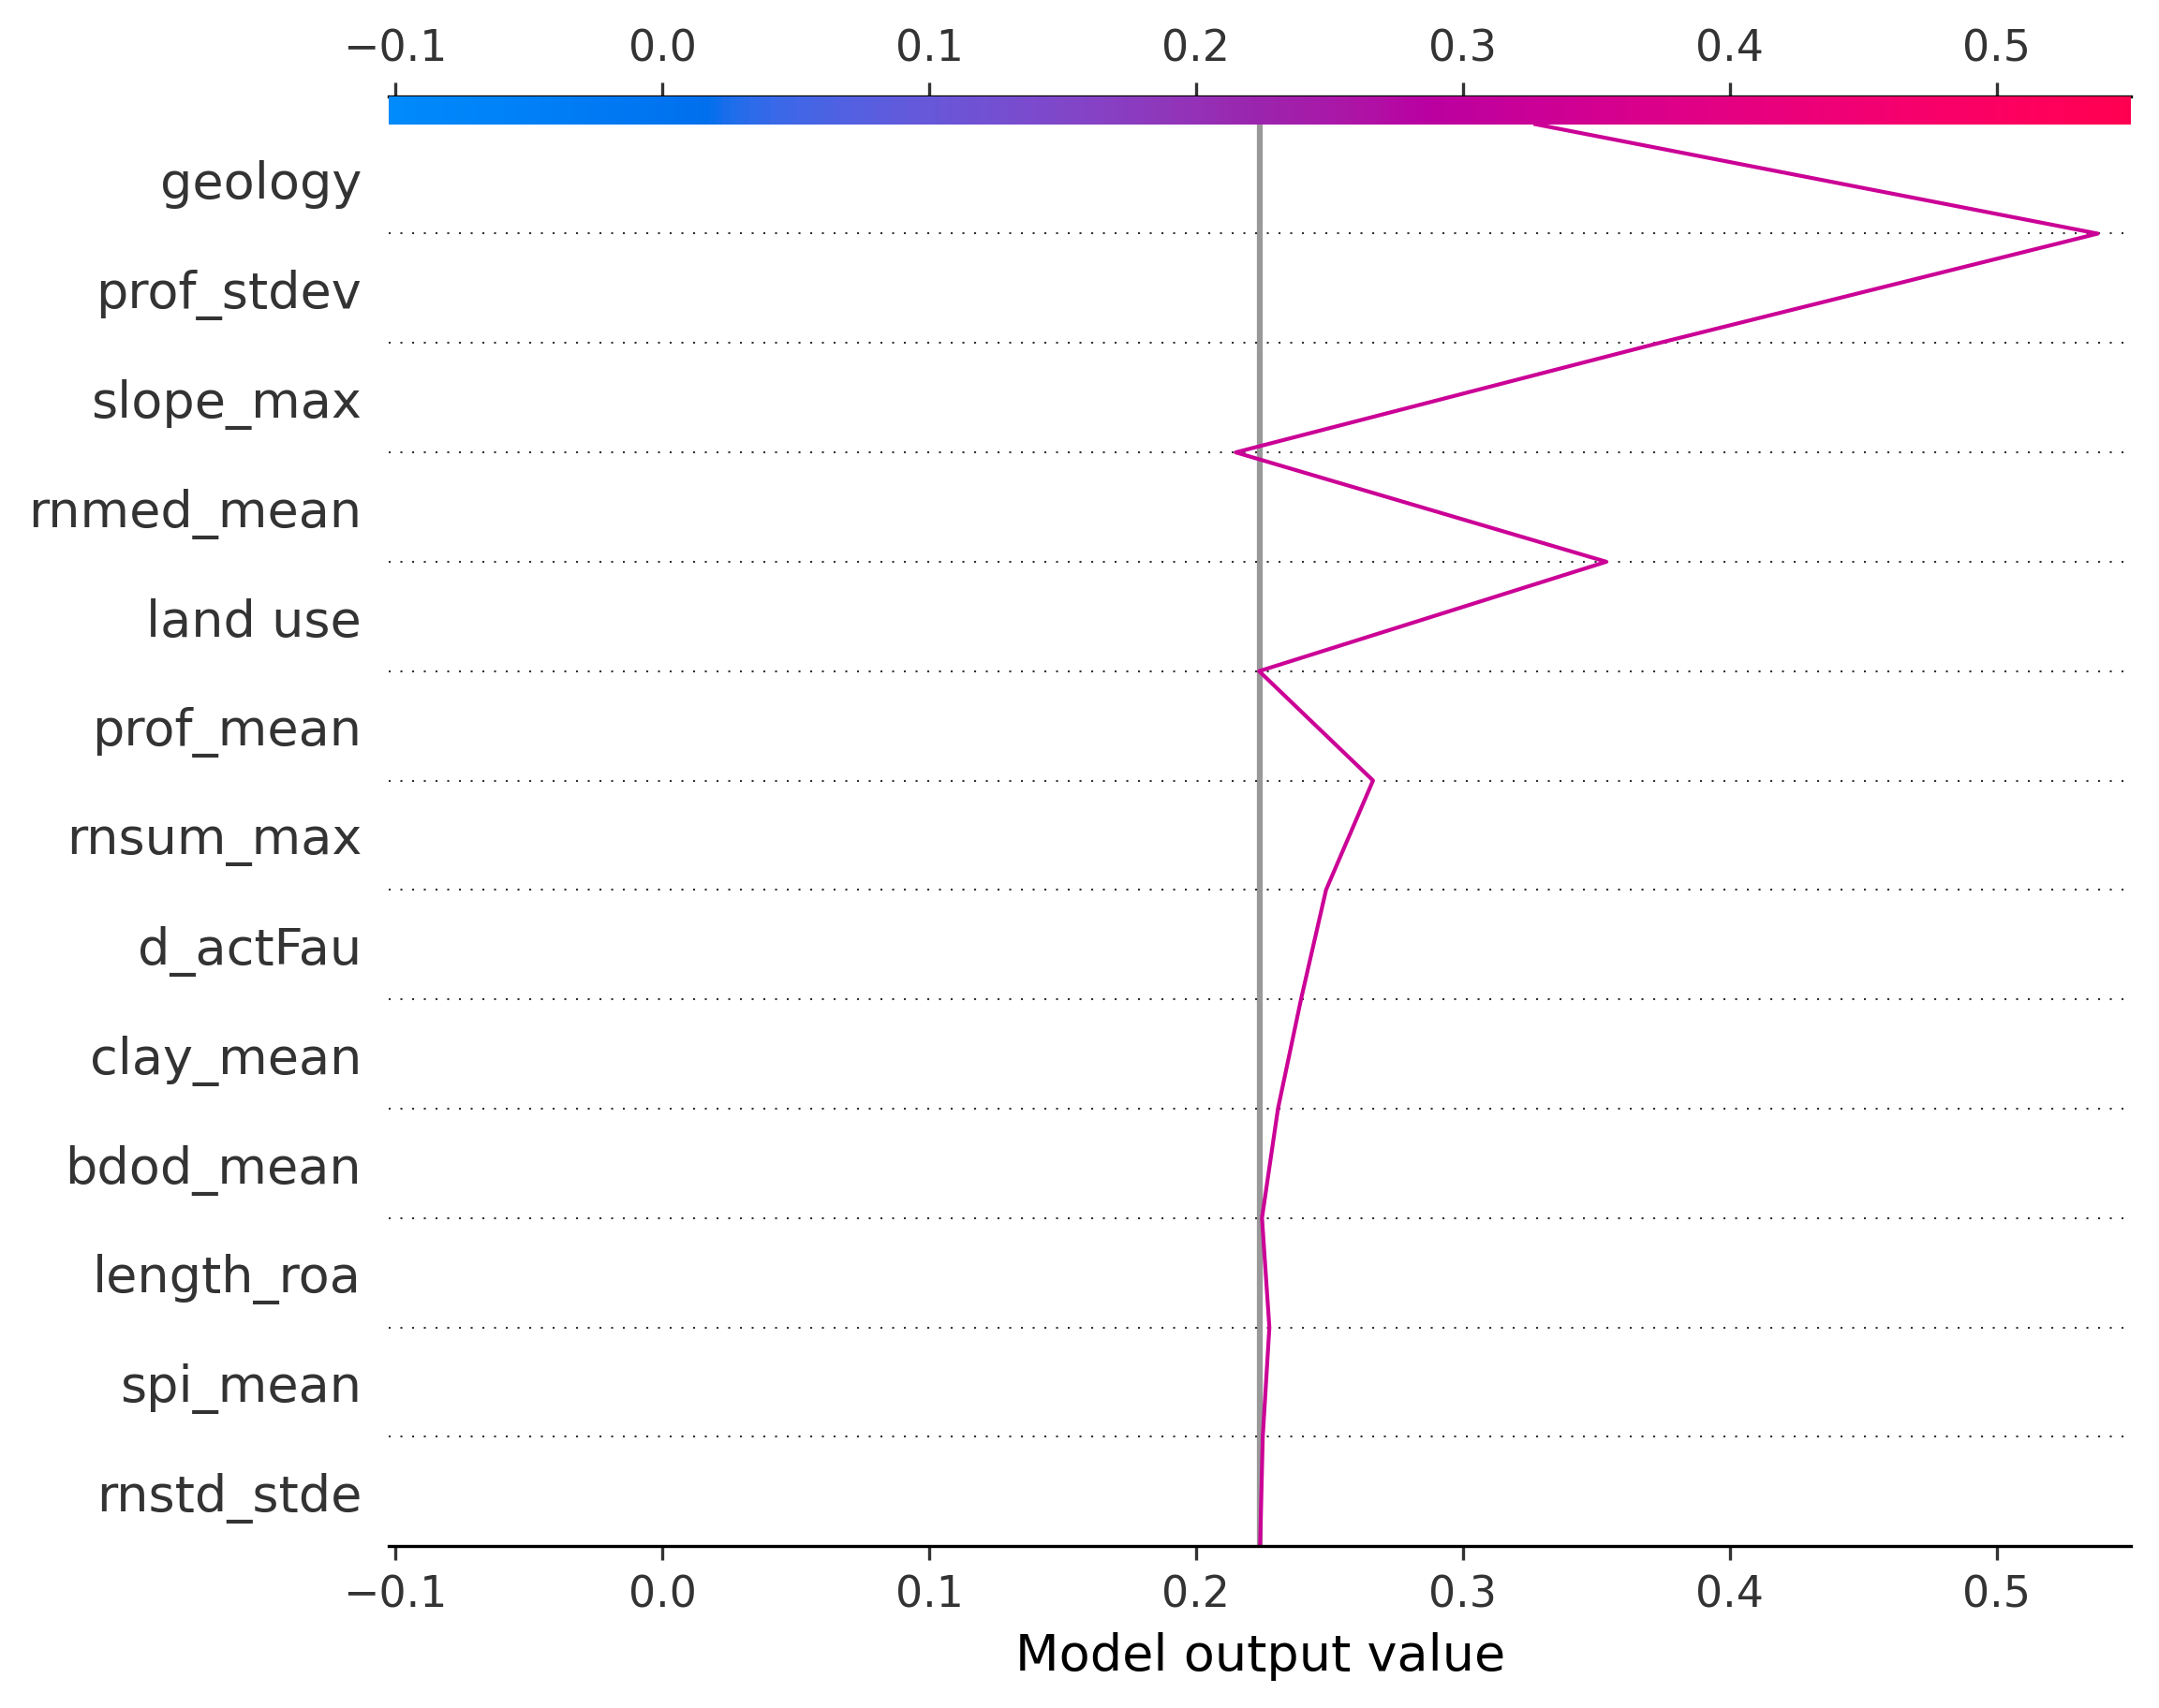 −0.1 0.0 0.1 0.2 0.3 0.4 0.5
geology
prof_stdev
slope_max
rnmed_mean
land use
prof_mean
rnsum_max
d_actFau
clay_mean
bdod_mean
length_roa
spi_mean
rnstd_stde
−0.1 0.0 0.1 0.2 0.3 0.4 0.5
Model output value